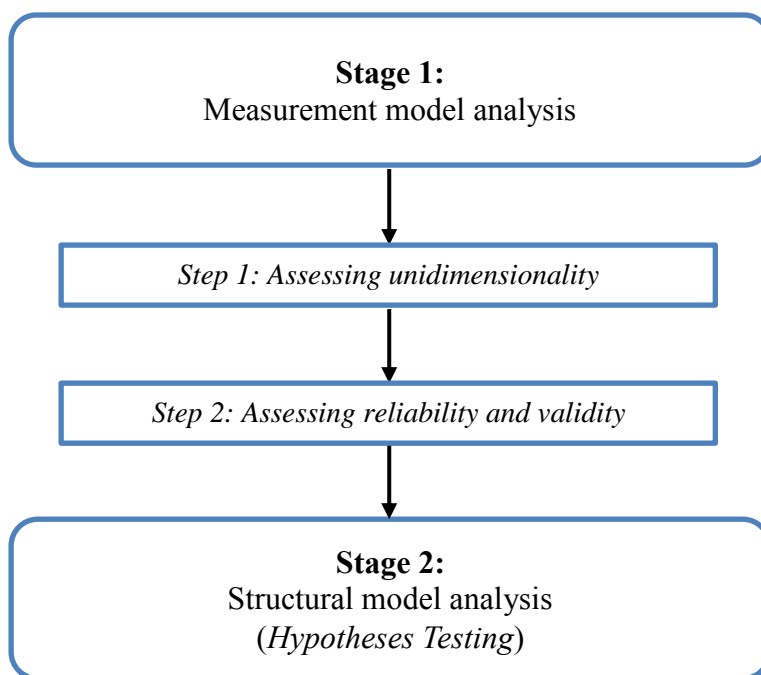 Stage 1:
Measurement model analysis
Step 1: Assessing unidimensionality
Step 2: Assessing reliability and validity
Stage 2:
Structural model analysis
(Hypotheses Testing)